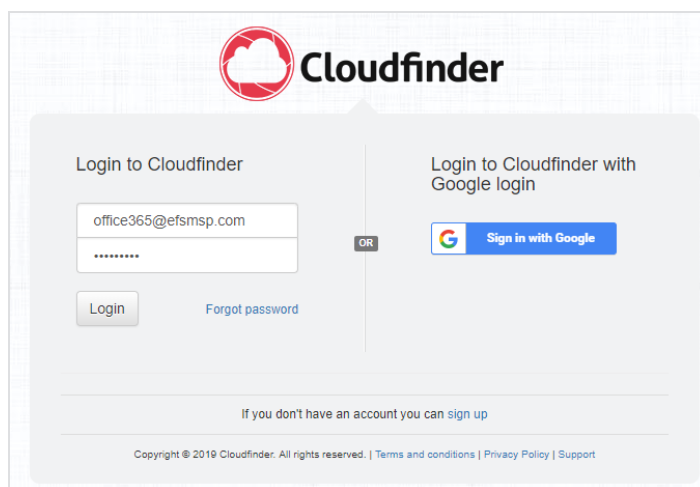 Cloudfinder
Login to Cloudfinder
office365@efsmsp.com
•••••••••
Login
Forgot password
OR
Login to Cloudfinder with
Google login
G
Sign in with Google
If you don't have an account you can sign up
Copyright © 2019 Cloudfinder. All rights reserved. | Terms and conditions | Privacy Policy | Support